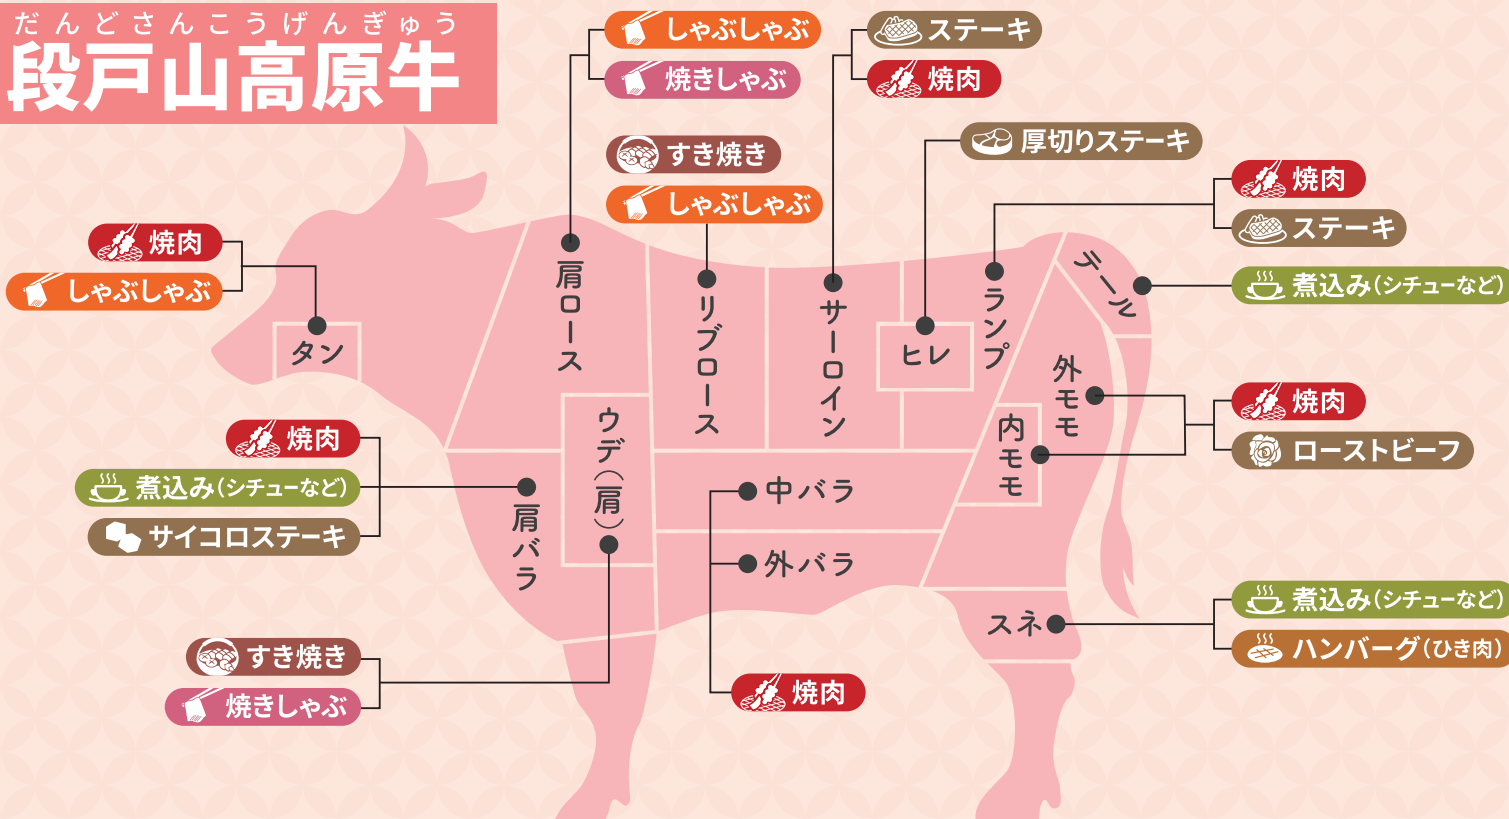 だんどさんこうげんぎゅう
段戸山高原牛
しゃぶしゃぶ
焼きしゃぶ
ステーキ
焼肉
すき焼き
しゃぶしゃぶ
厚切りステーキ
焼肉
ステーキ
焼肉
しゃぶしゃぶ
煮込み(シチューなど)
タン
肩ロース
リブロース
サーロイン
ヒレ
ランプ
テール
外モモ
内モモ
焼肉
ローストビーフ
焼肉
煮込み(シチューなど)
サイコロステーキ
肩バラ
ウデ(肩)
中バラ
外バラ
スネ
煮込み(シチューなど)
ハンバーグ(ひき肉)
すき焼き
焼きしゃぶ
焼肉